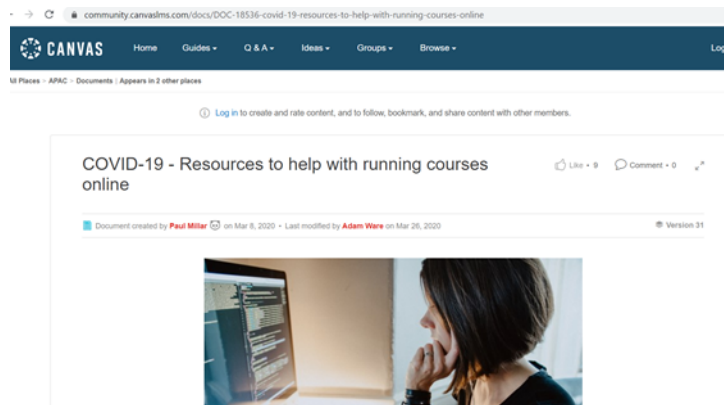 community.canvaslms.com/docs/DOC-18536-covid-19-resources-to-help-with-running-courses-online
CANVAS Home Guides Q & A Ideas Groups Browse Log
All Places > APAC > Documents | Appears in 2 other places
Log in to create and rate content, and to follow, bookmark, and share content with other members.
COVID-19 - Resources to help with running courses
online
Like • 9 Comment • 0
Document created by Paul Millar on Mar 8, 2020 • Last modified by Adam Ware on Mar 26, 2020 Version 31